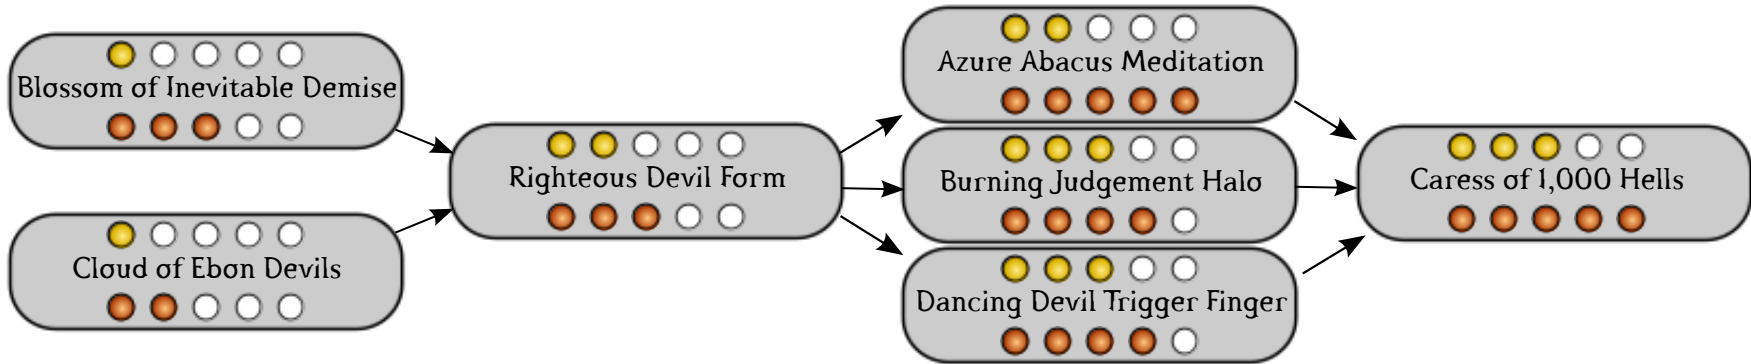 Blossom of Inevitable Demise
Cloud of Ebon Devils
Righteous Devil Form
Azure Abacus Meditation
Burning Judgement Halo
Dancing Devil Trigger Finger
Caress of 1,000 Hells